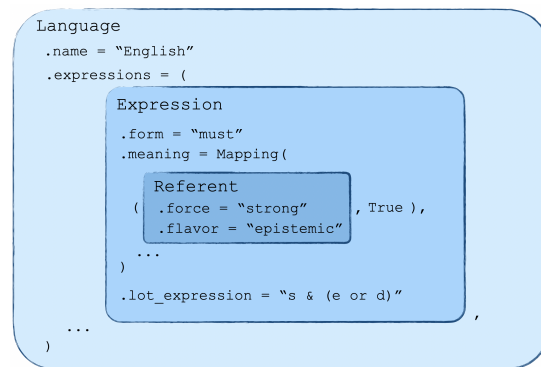 Language
.name = “English”
.expressions = (
Expression
.form = “must”
.meaning = Mapping(
Referent
( .force = “strong” , True ),
.flavor = “epistemic”
...
)
.lot_expression = “s & (e or d)”
,
...
)